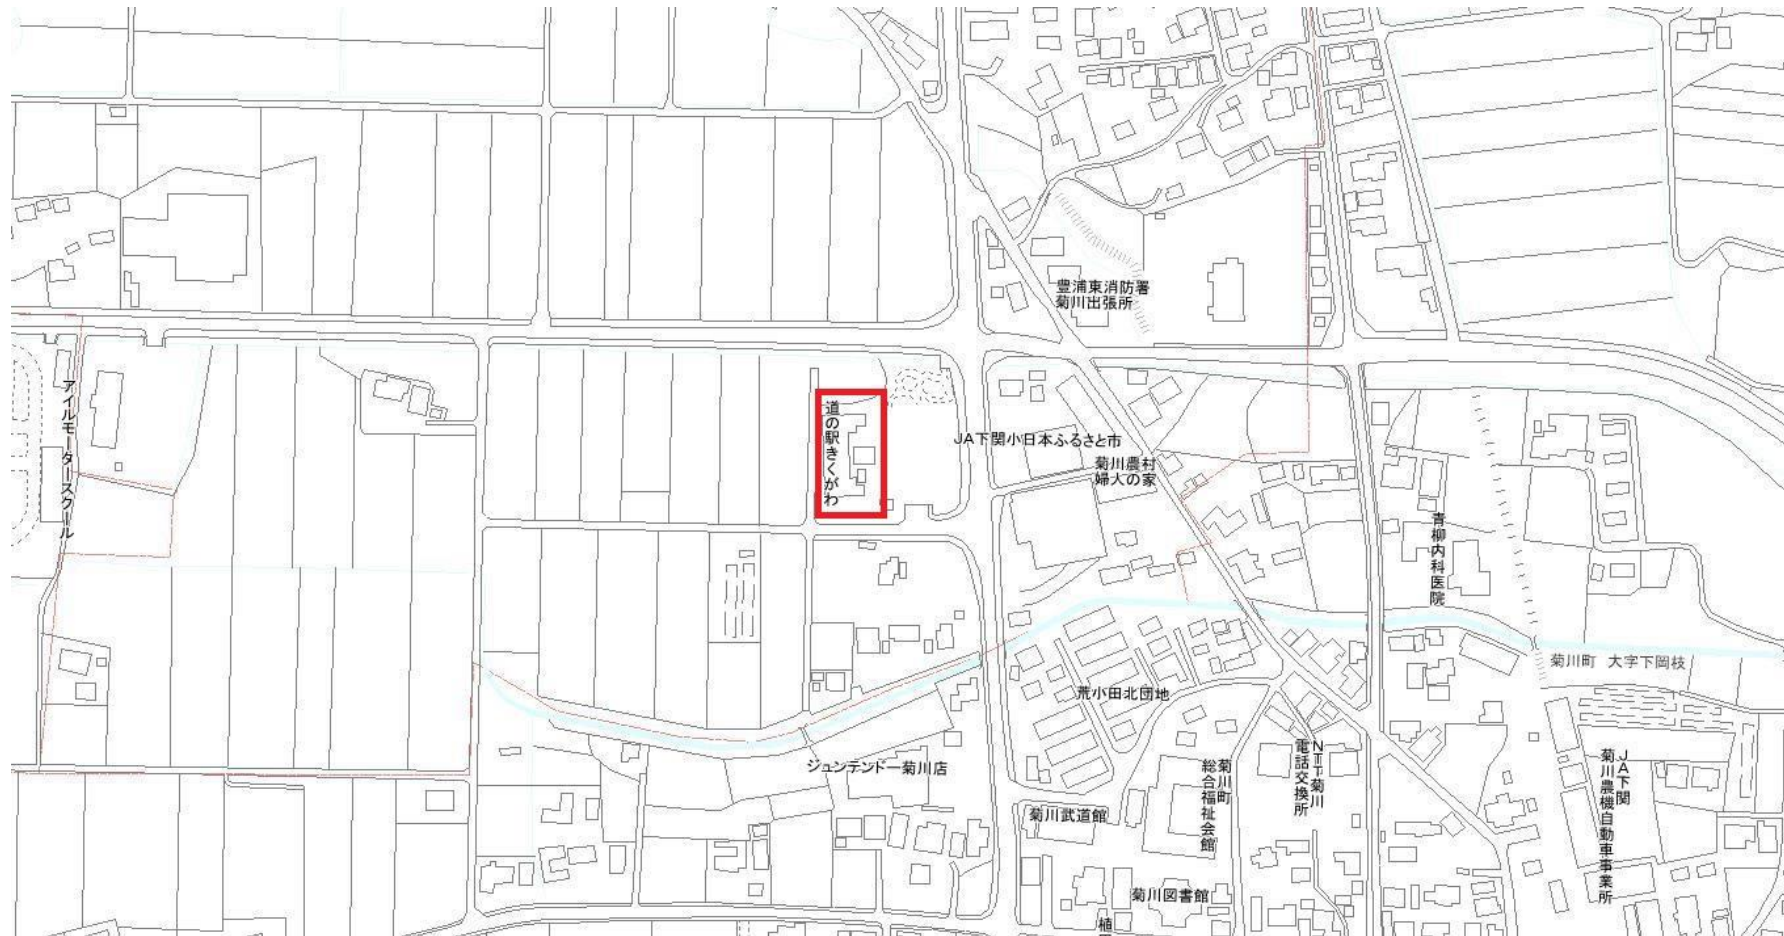 豊浦東消防署
菊川出張所
アイルモータースクール
道の駅きくがわ
JA下関小日本ふるさと市
菊川農村
婦人の家
青柳内科医院
菊川町 大字下岡枝
荒小田北団地
ジュンテンドー菊川店
菊川町
総合福祉会館
NTT菊川
電話交換所
JA下関
菊川農機自動車事業所
菊川武道館
菊川図書館
植